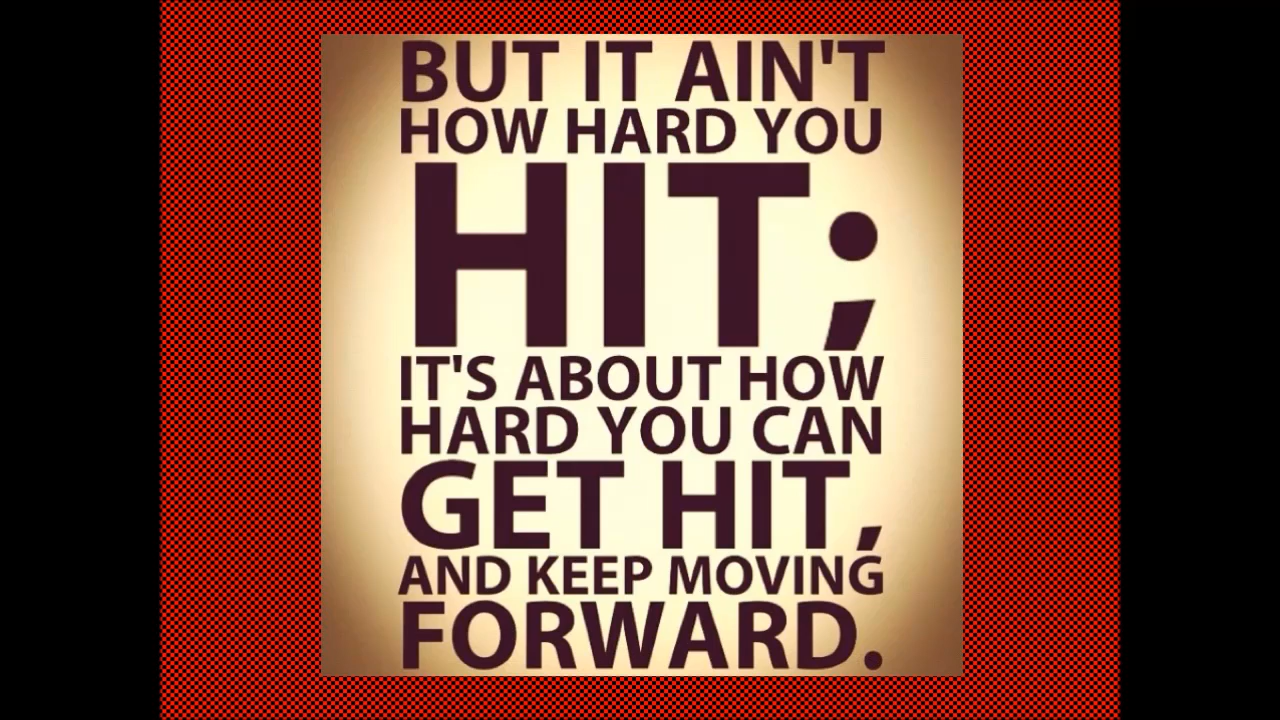 BUT IT AIN'T
HOW HARD YOU
HIT;
IT'S ABOUT HOW
HARD YOU CAN
GET HIT,
AND KEEP MOVING
FORWARD.